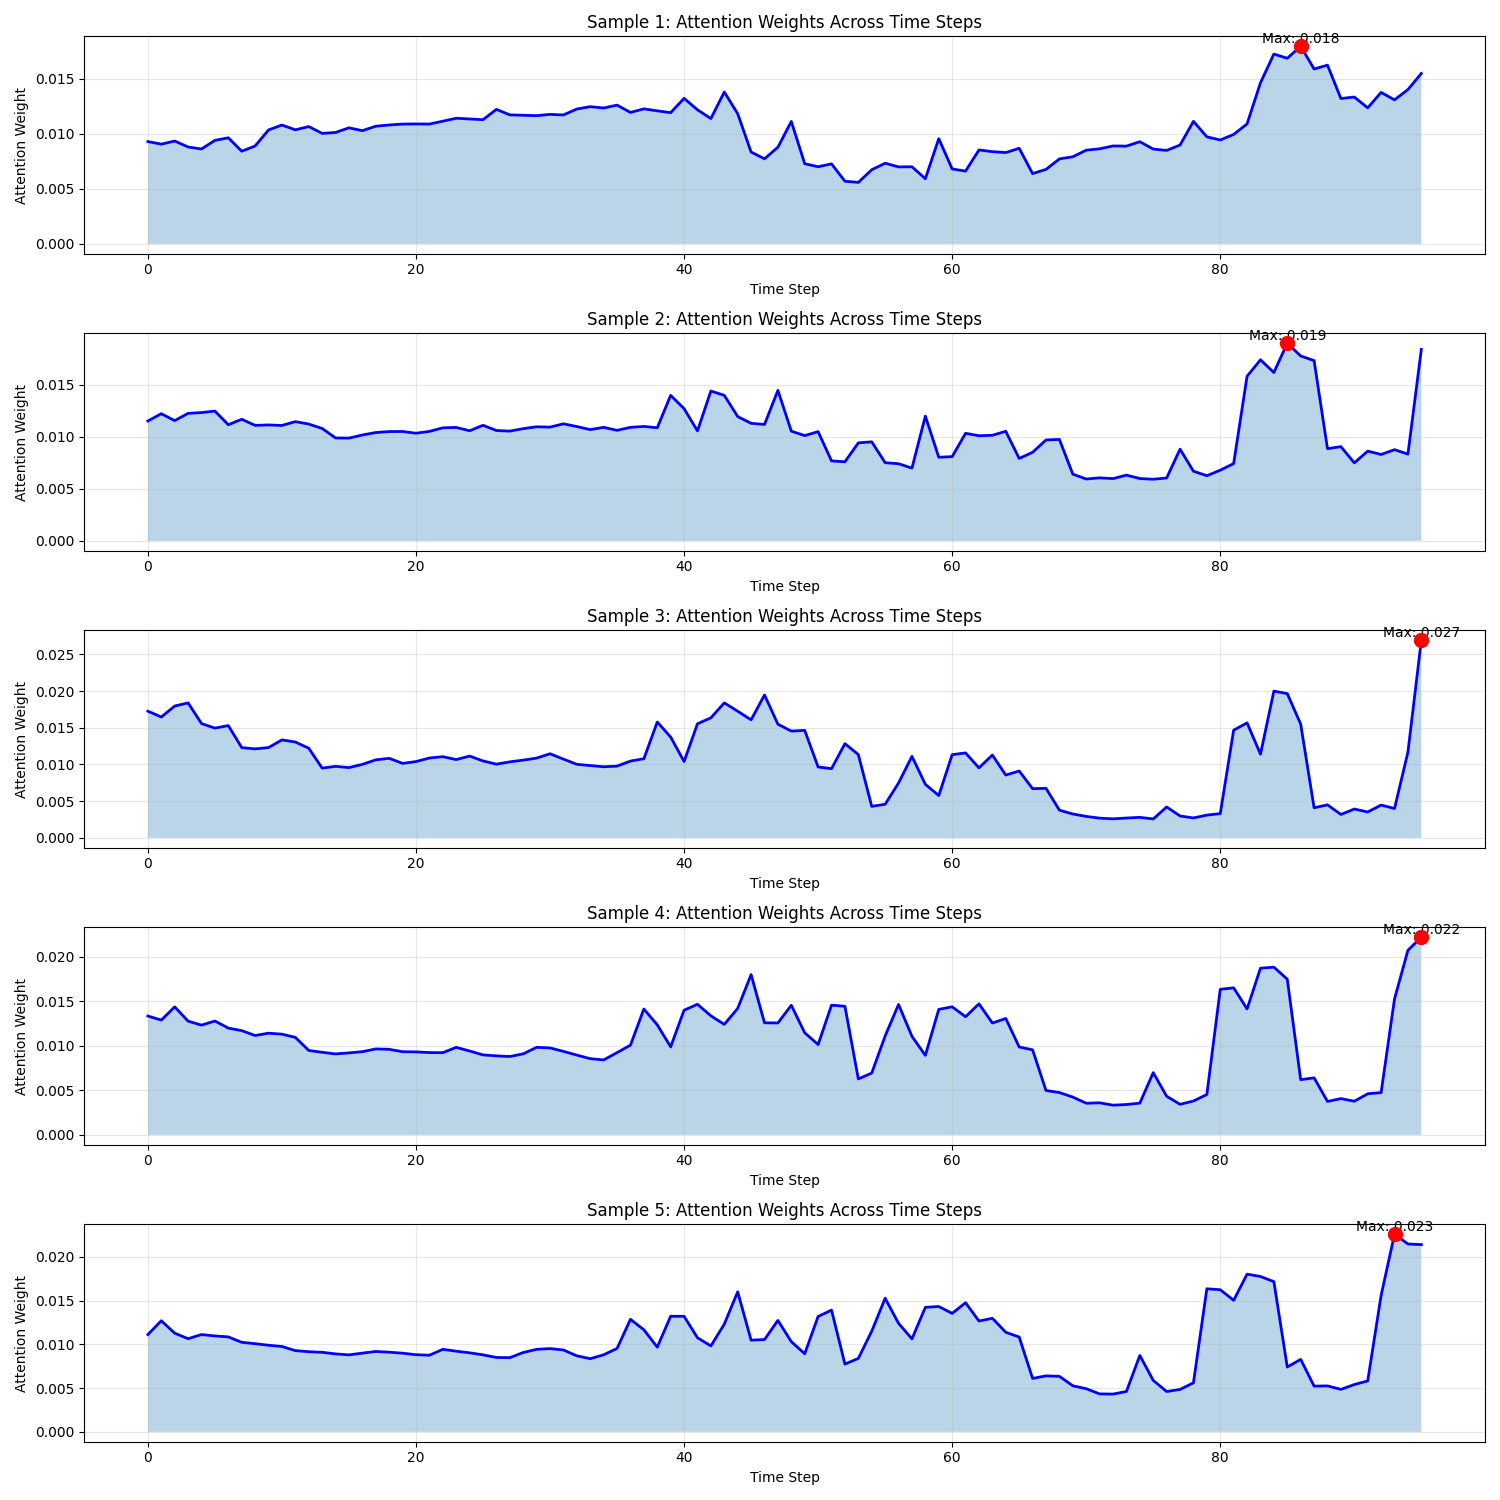 Sample 1: Attention Weights Across Time Steps
Max: 0.018
0.015
0.010
0.005
0.000
Attention Weight
0 20 40 60 80
Time Step
Sample 2: Attention Weights Across Time Steps
Max: 0.019
0.015
0.010
0.005
0.000
Attention Weight
0 20 40 60 80
Time Step
Sample 3: Attention Weights Across Time Steps
Max: 0.027
0.025
0.020
0.015
0.010
0.005
0.000
Attention Weight
0 20 40 60 80
Time Step
Sample 4: Attention Weights Across Time Steps
Max: 0.022
0.020
0.015
0.010
0.005
0.000
Attention Weight
0 20 40 60 80
Time Step
Sample 5: Attention Weights Across Time Steps
Max: 0.023
0.020
0.015
0.010
0.005
0.000
Attention Weight
0 20 40 60 80
Time Step